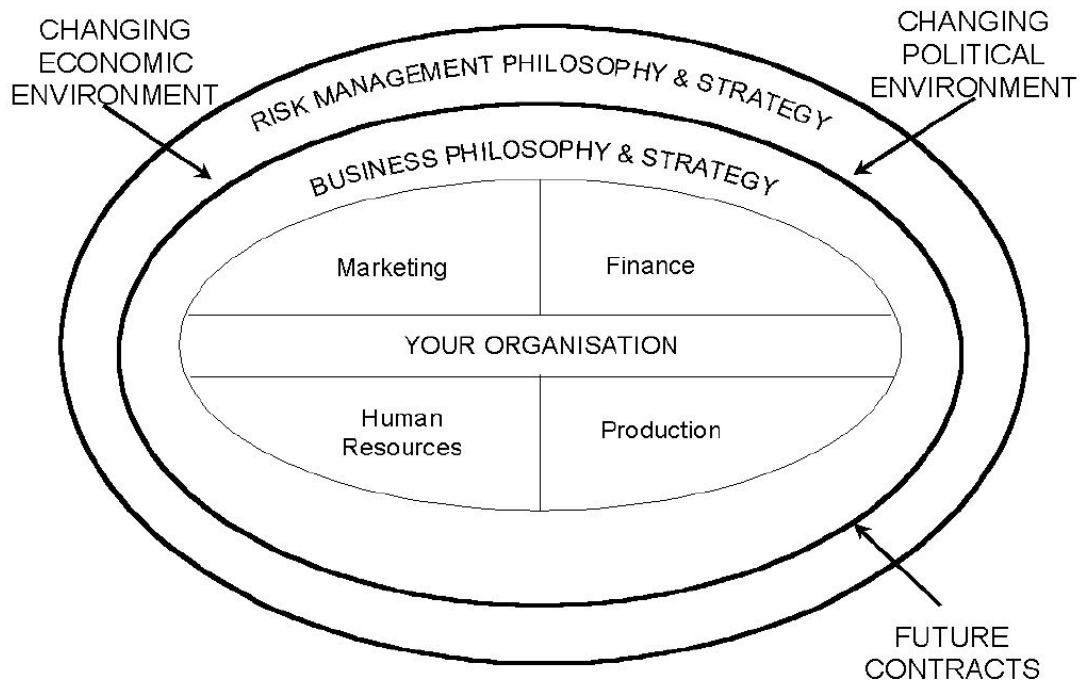 CHANGING
ECONOMIC
ENVIRONMENT
CHANGING
POLITICAL
ENVIRONMENT
RISK MANAGEMENT PHILOSOPHY & STRATEGY
BUSINESS PHILOSOPHY & STRATEGY
Marketing
Finance
YOUR ORGANISATION
Human
Resources
Production
FUTURE
CONTRACTS